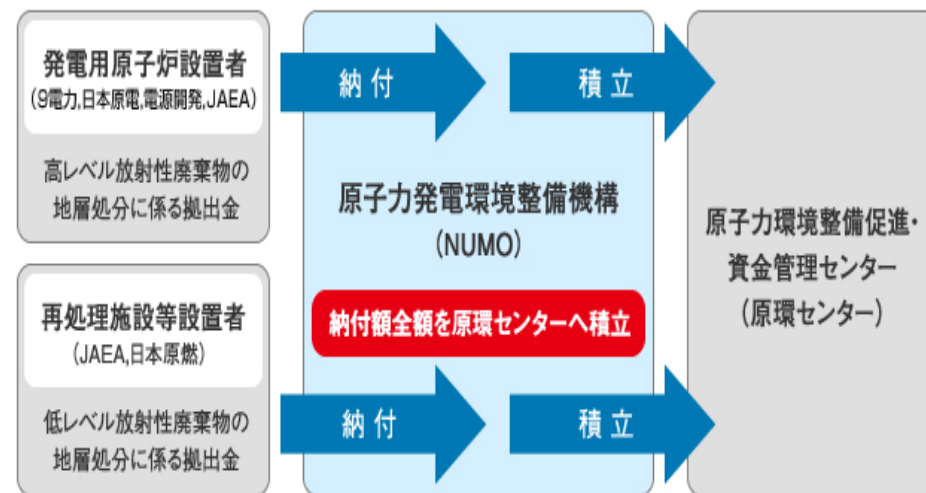 発電用原子炉設置者
(9電力,日本原電,電源開発,JAEA)
高レベル放射性廃棄物の
地層処分に係る拠出金
再処理施設等設置者
(JAEA,日本原燃)
低レベル放射性廃棄物の
地層処分に係る拠出金
納付
積立
原子力発電環境整備機構
(NUMO)
納付額全額を原環センターへ積立
納付
積立
原子力環境整備促進・
資金管理センター
(原環センター)